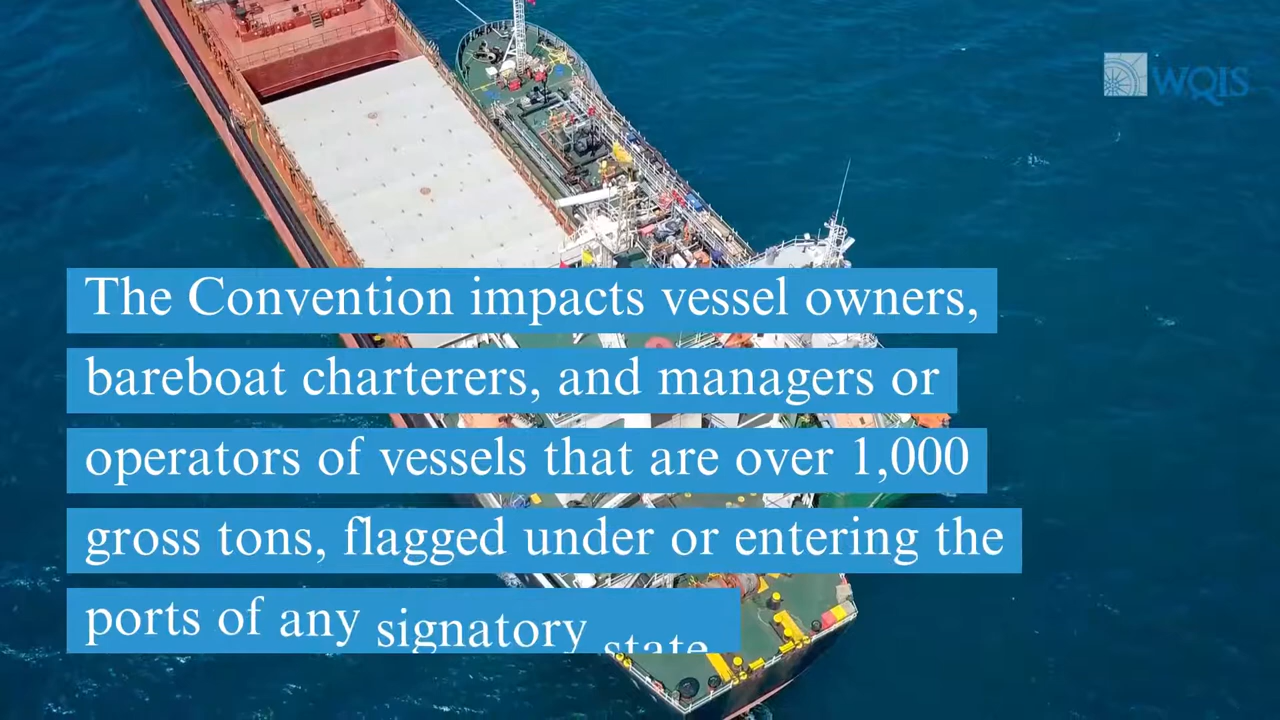 WQIS
The Convention impacts vessel owners,
bareboat charterers, and managers or
operators of vessels that are over 1,000
gross tons, flagged under or entering the
ports of any signatory state